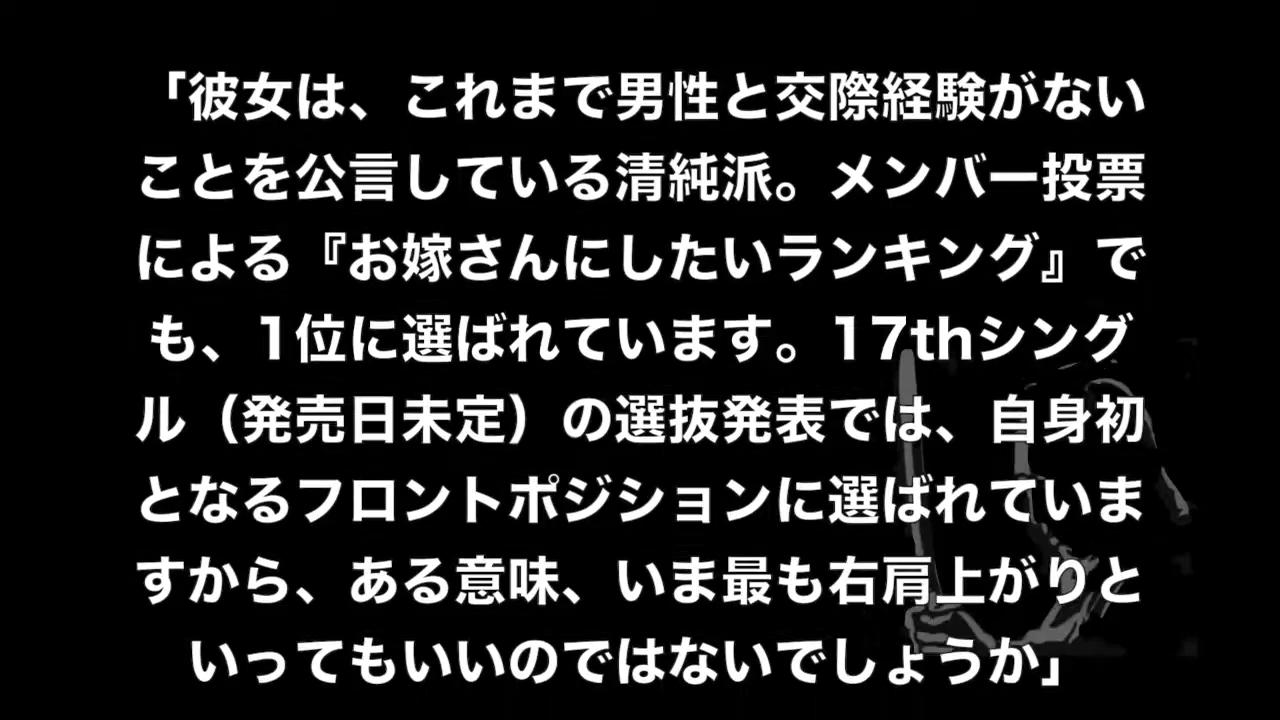 「彼女は、これまで男性と交際経験がない
ことを公言している清純派。メンバー投票
による『お嫁さんにしたいランキング』で
も、1位に選ばれています。17thシング
ル（発売日未定）の選抜発表では、自身初
となるフロントポジションに選ばれていま
すから、ある意味、いま最も右肩上がりと
いってもいいのではないでしょうか」